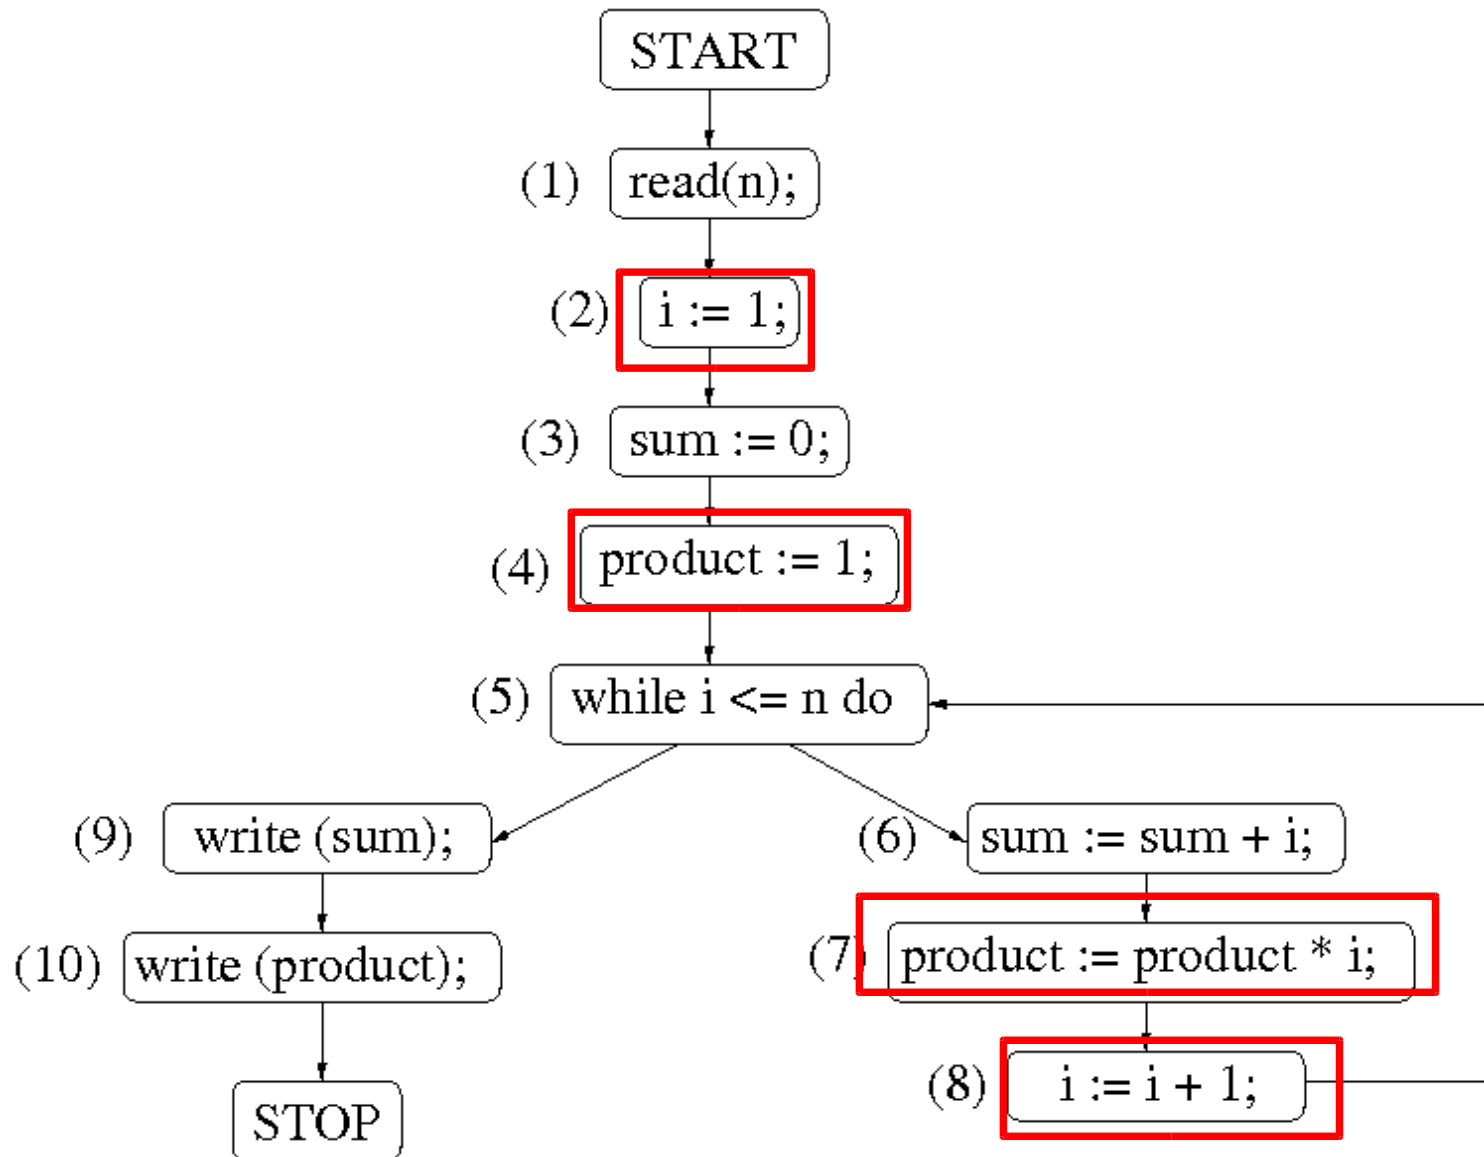 START
(1) read(n);
(2) i := 1;
(3) sum := 0;
(4) product := 1;
(5) while i <= n do
(9) write (sum);
(6) sum := sum + i;
(10) write (product);
(7) product := product * i;
(8) i := i + 1;
STOP